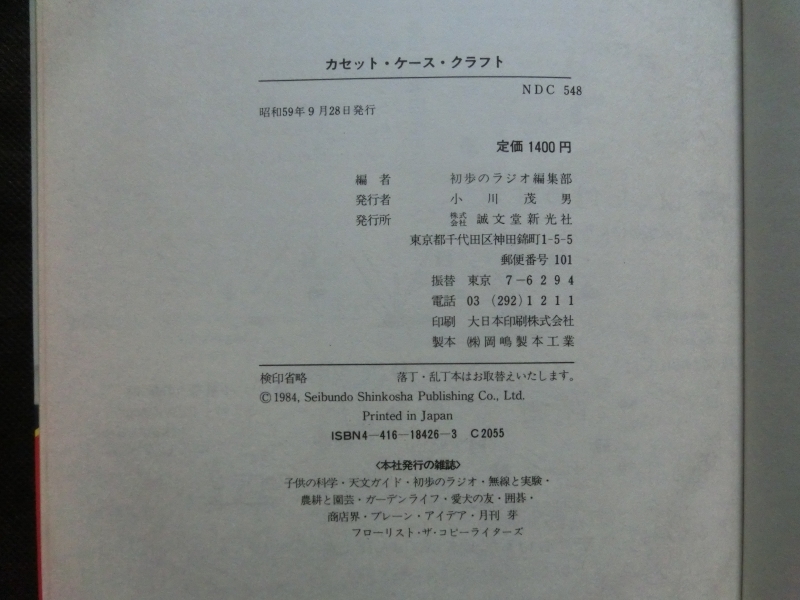 カセット・ケース・クラフト
NDC 548
昭和59年9月28日発行
定価 1400円
編者 初歩のラジオ編集部
発行者 小川茂男
発行所 株式会社 誠文堂新光社
東京都千代田区神田錦町1-5-5
郵便番号 101
振替 東京 7-6294
電話 03 (292)1211
印刷 大日本印刷株式会社
製本 ㈱岡嶋製本工業
検印省略 落丁・乱丁本はお取替えいたします。
©1984, Seibundo Shinkosha Publishing Co., Ltd.
Printed in Japan
ISBN4-416-18426-3 C2055
〈本社発行の雑誌〉
子供の科学・天文ガイド・初歩のラジオ・無線と実験・
農耕と園芸・ガーデンライフ・愛犬の友・囲碁・
商店界・ブレーン・アイデア・月刊 芽
フローリスト・ザ・コピーライターズ